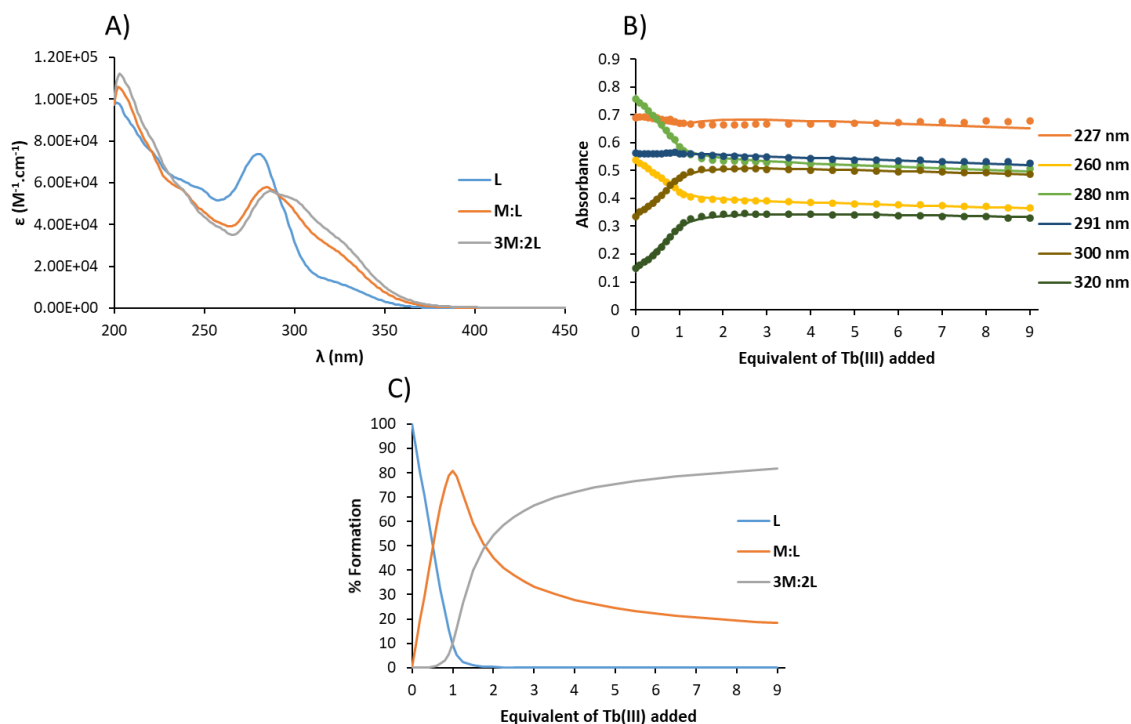 A)
ε (M⁻¹.cm⁻¹)
1.20E+05
1.00E+05
8.00E+04
6.00E+04
4.00E+04
2.00E+04
0.00E+00
200 250 300 350 400 450
λ (nm)
L
M:L
3M:2L
B)
Absorbance
0.9
0.8
0.7
0.6
0.5
0.4
0.3
0.2
0.1
0
0 1 2 3 4 5 6 7 8 9
Equivalent of Tb(III) added
227 nm
260 nm
280 nm
291 nm
300 nm
320 nm
C)
% Formation
100
90
80
70
60
50
40
30
20
10
0
0 1 2 3 4 5 6 7 8 9
Equivalent of Tb(III) added
L
M:L
3M:2L